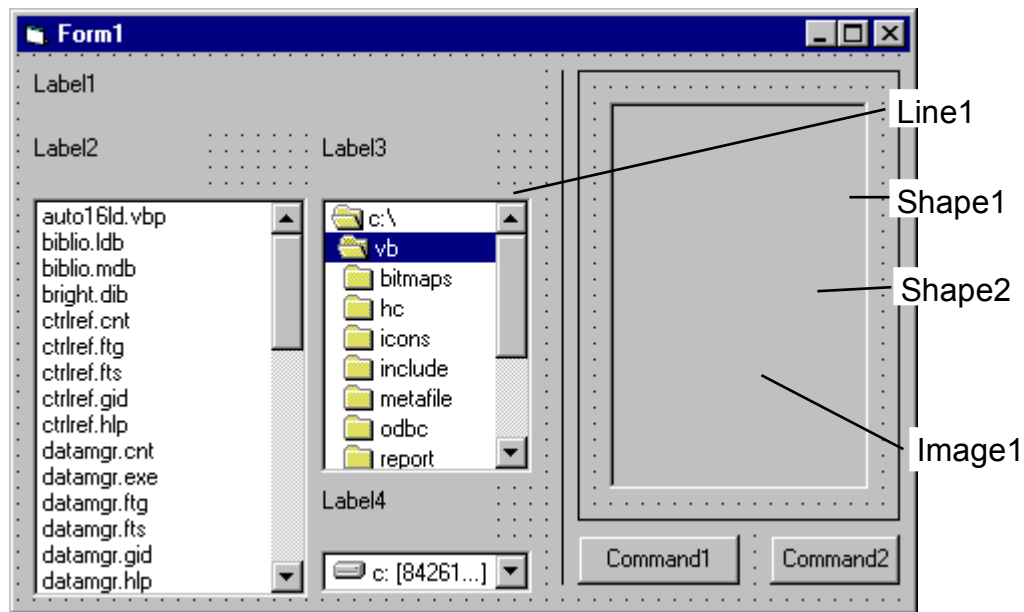 Form1
Label1
Label2
Label3
auto16ld.vbp
biblio.ldb
biblio.mdb
bright.dib
ctrlref.cnt
ctrlref.ftg
ctrlref.fts
ctrlref.gid
ctrlref.hlp
datamgr.cnt
datamgr.exe
datamgr.ftg
datamgr.fts
datamgr.gid
datamgr.hlp
c:\
vb
bitmaps
hc
icons
include
metafile
odbc
report
Label4
c: [84261...]
Command1
Command2
Line1
Shape1
Shape2
Image1